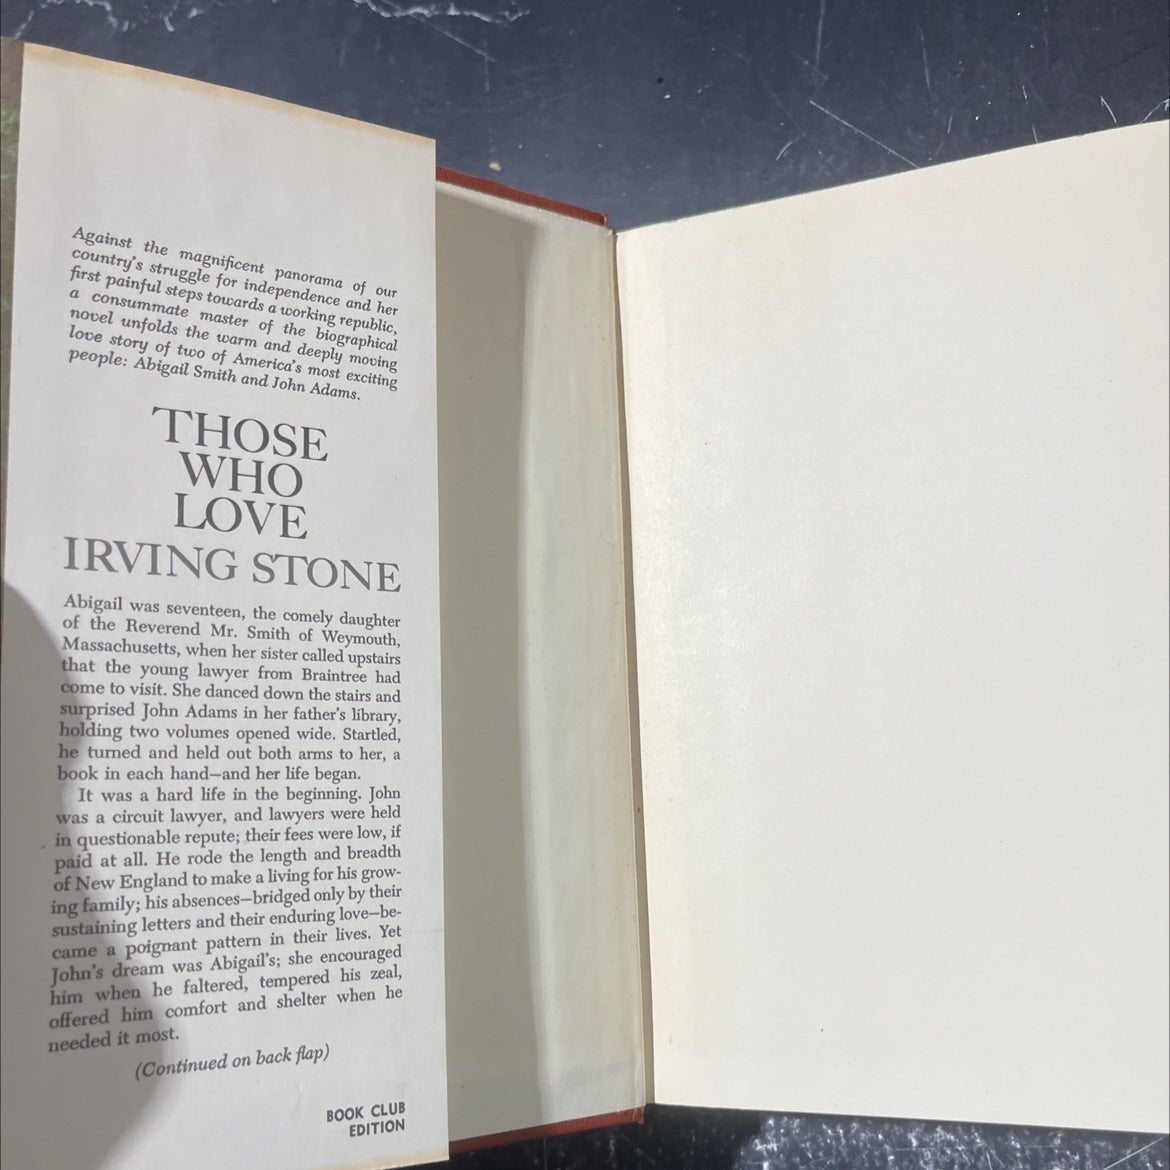 Against the magnificent panorama of our
country's struggle for independence and her
first painful steps towards a working republic,
a consummate master of the biographical
novel unfolds the warm and deeply moving
love story of two of America's most exciting
people: Abigail Smith and John Adams.
THOSE
WHO
LOVE
IRVING STONE
Abigail was seventeen, the comely daughter
of the Reverend Mr. Smith of Weymouth,
Massachusetts, when her sister called upstairs
that the young lawyer from Braintree had
come to visit. She danced down the stairs and
surprised John Adams in her father's library,
holding two volumes opened wide. Startled,
he turned and held out both arms to her, a
book in each hand—and her life began.
It was a hard life in the beginning. John
was a circuit lawyer, and lawyers were held
in questionable repute; their fees were low, if
paid at all. He rode the length and breadth
of New England to make a living for his grow-
ing family; his absences—bridged only by their
sustaining letters and their enduring love—be-
came a poignant pattern in their lives. Yet
John's dream was Abigail's; she encouraged
him when he faltered, tempered his zeal,
offered him comfort and shelter when he
needed it most.
(Continued on back flap)
BOOK CLUB
EDITION